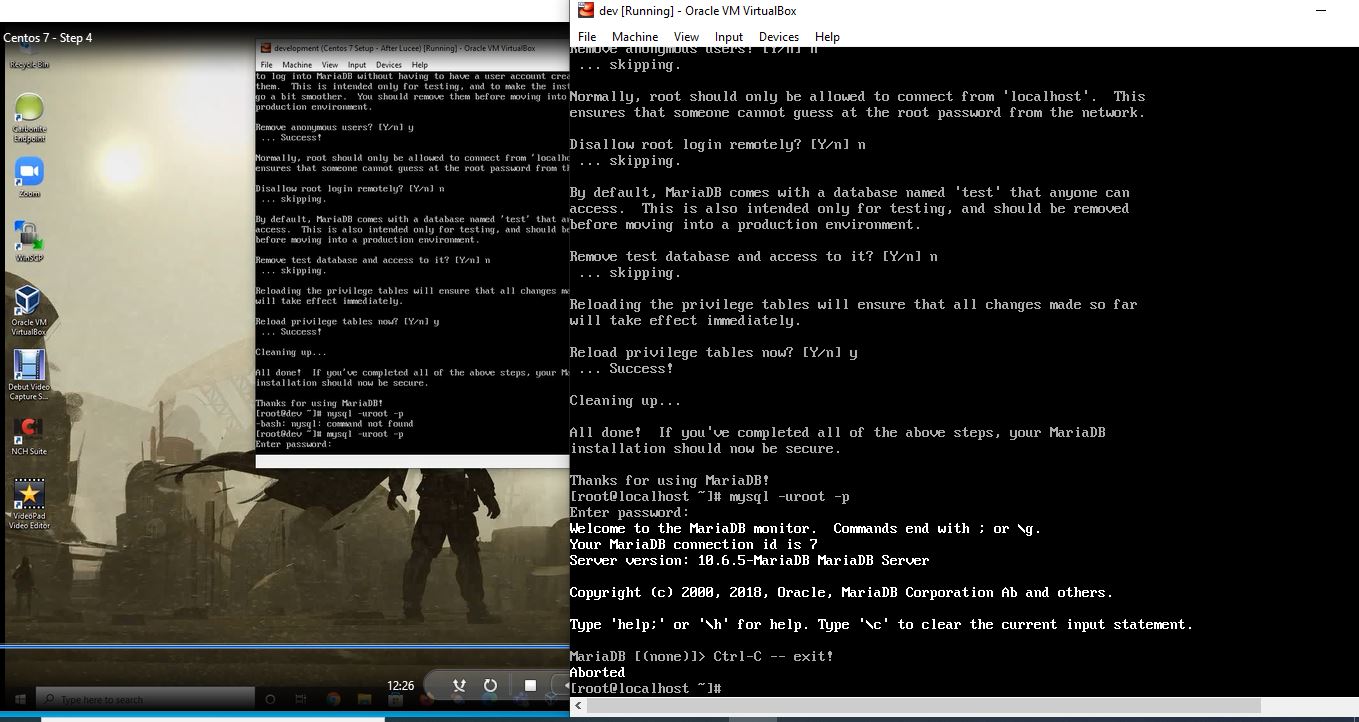 Centos 7 - Step 4
Recycle Bin
Carbonite
Endpoint
Zoom
WinSCP
Oracle VM
VirtualBox
Debut Video
Capture S...
NCH Suite
VideoPad
Video Editor
development (Centos 7 Setup - After Lucee) [Running] - Oracle VM VirtualBox
File Machine View Input Devices Help
to log into MariaDB without having to have a user account
them. This is intended only for testing, and to make the
go a bit smoother. You should remove them before moving into
production environment.
Remove anonymous users? [Y/n] y
... Success!
Normally, root should only be allowed to connect from
ensures that someone cannot guess at the root password from
Disallow root login remotely? [Y/n] n
... skipping.
By default, MariaDB comes with a database named 'test' that
access. This is also intended only for testing, and should
before moving into a production environment.
Remove test database and access to it? [Y/n] n
... skipping.
Reloading the privilege tables will ensure that all changes
will take effect immediately.
Reload privilege tables now? [Y/n] y
... Success!
Cleaning up...
All done! If you've completed all of the above steps, your
installation should now be secure.
Thanks for using MariaDB!
[root@dev ~]# nysql -uroot -p
-bash: nysql: command not found
[root@dev ~]# mysql -uroot -p
Enter password:
Type here to search
12:26
dev [Running] - Oracle VM VirtualBox
File Machine View Input Devices Help
Remove anonymous users? [Y/n] n
... skipping.
Normally, root should only be allowed to connect from 'localhost'. This
ensures that someone cannot guess at the root password from the network.
Disallow root login remotely? [Y/n] n
... skipping.
By default, MariaDB comes with a database named 'test' that anyone can
access. This is also intended only for testing, and should be removed
before moving into a production environment.
Remove test database and access to it? [Y/n] n
... skipping.
Reloading the privilege tables will ensure that all changes made so far
will take effect immediately.
Reload privilege tables now? [Y/n] y
... Success!
Cleaning up...
All done! If you've completed all of the above steps, your MariaDB
installation should now be secure.
Thanks for using MariaDB!
[root@localhost ~]# mysql -uroot -p
Enter password:
Welcome to the MariaDB monitor. Commands end with ; or \g.
Your MariaDB connection id is 7
Server version: 10.6.5-MariaDB MariaDB Server
Copyright (c) 2000, 2018, Oracle, MariaDB Corporation Ab and others.
Type 'help;' or '\h' for help. Type '\c' to clear the current input statement.
MariaDB [(none)]> Ctrl-C -- exit!
Aborted
[root@localhost ~]#